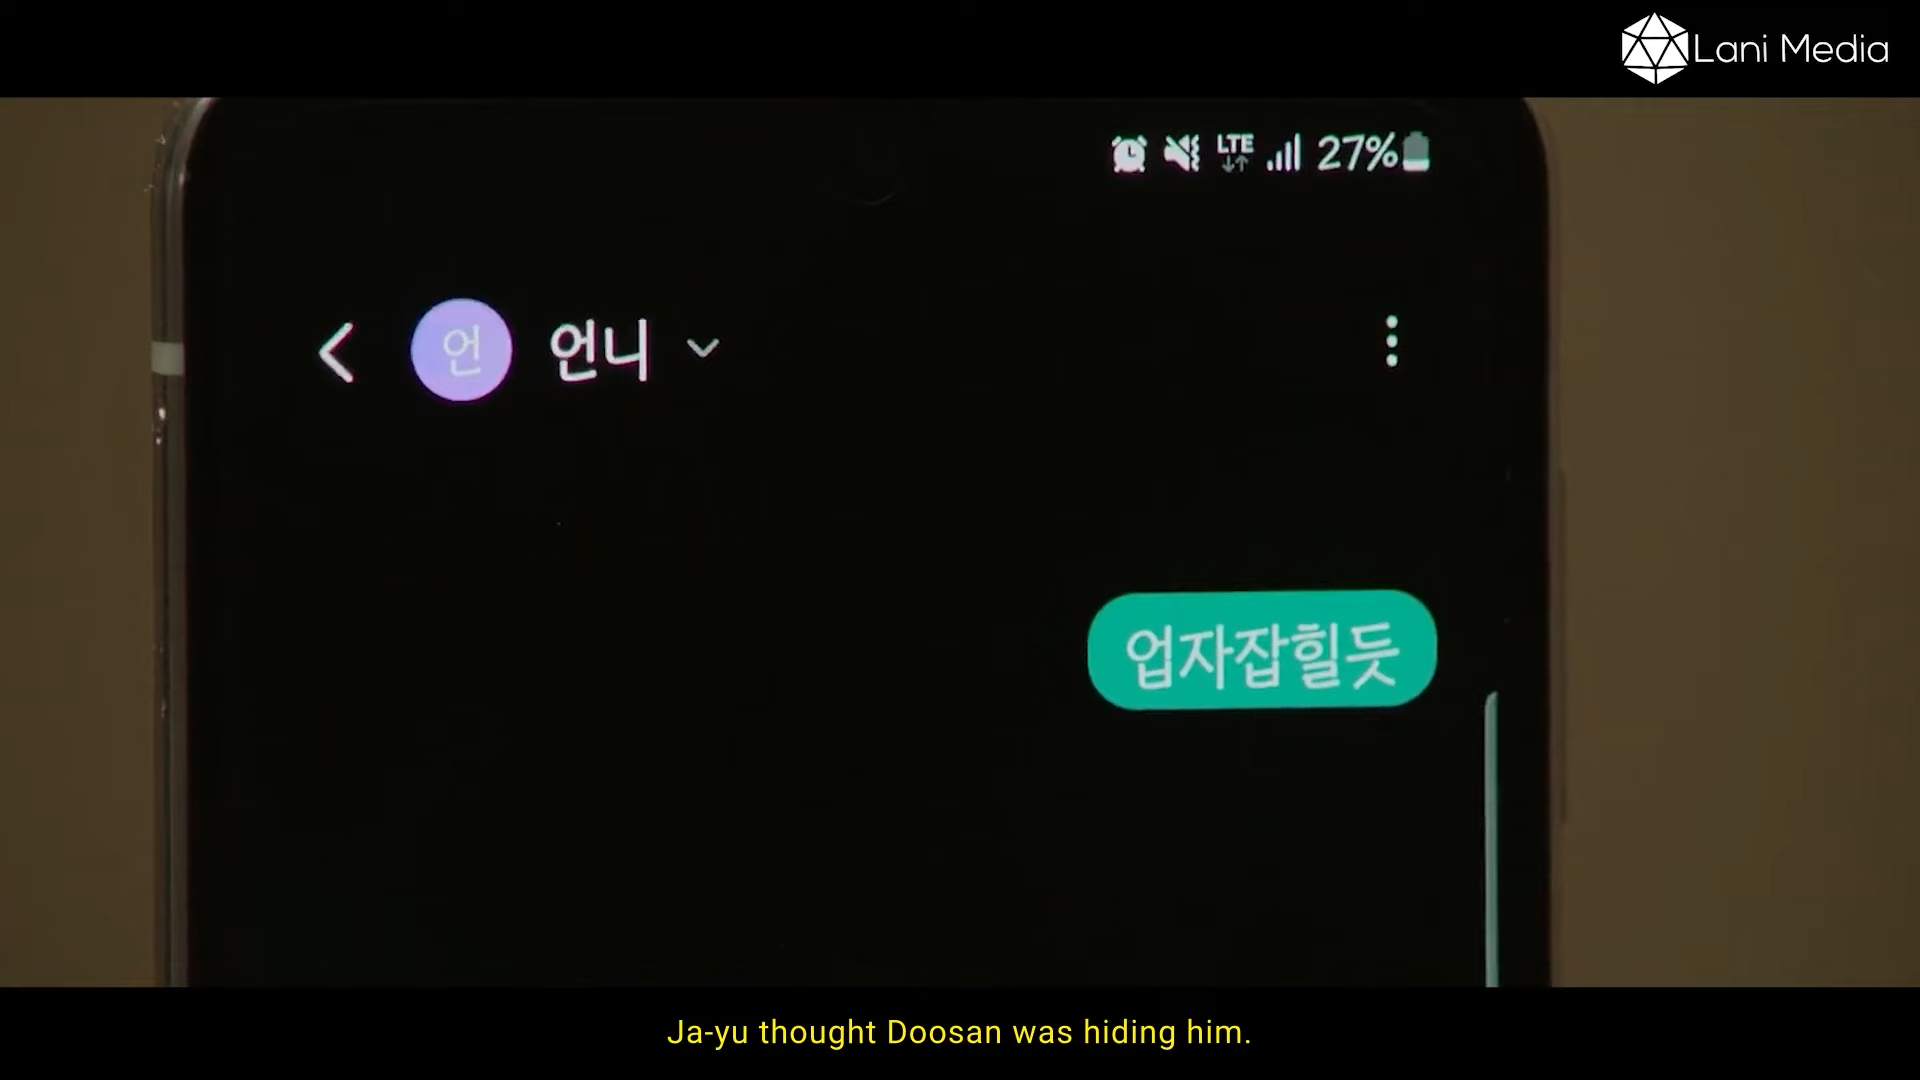 Lani Media
LTE 27%
언 언니
업자잡힐듯
Ja-yu thought Doosan was hiding him.